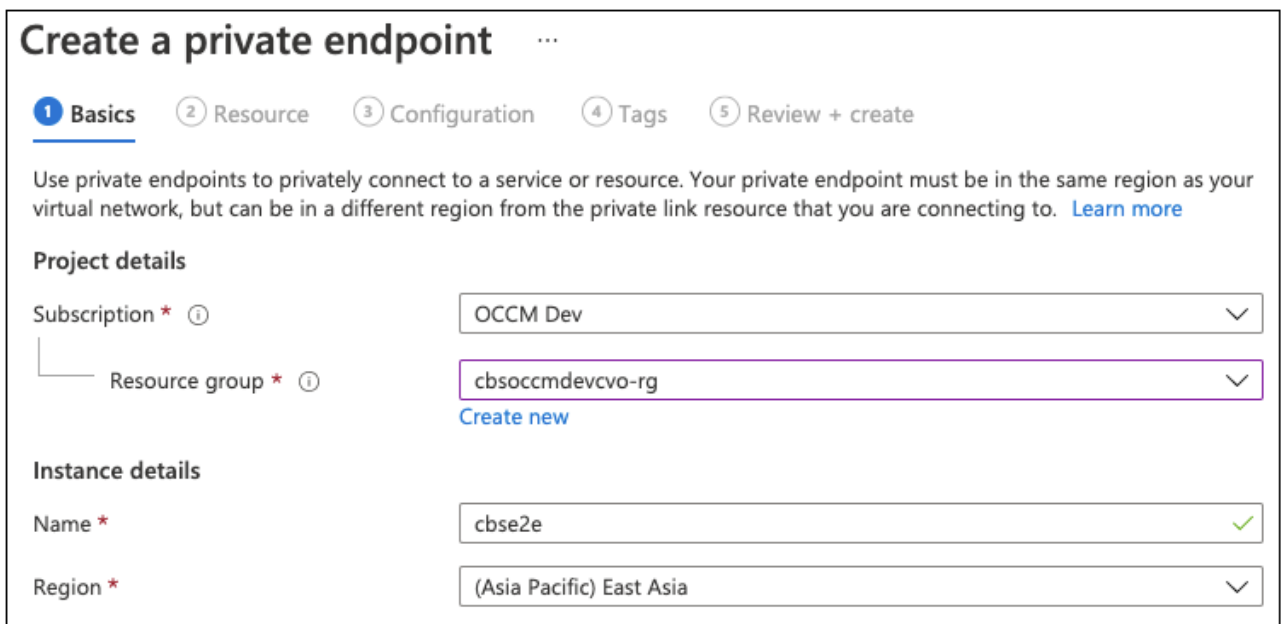 Create a private endpoint ...
1 Basics 2 Resource 3 Configuration 4 Tags 5 Review + create
Use private endpoints to privately connect to a service or resource. Your private endpoint must be in the same region as your
virtual network, but can be in a different region from the private link resource that you are connecting to. Learn more
Project details
Subscription * OCCM Dev
Resource group * cbsoccmdevcvo-rg
Create new
Instance details
Name * cbse2e
Region * (Asia Pacific) East Asia